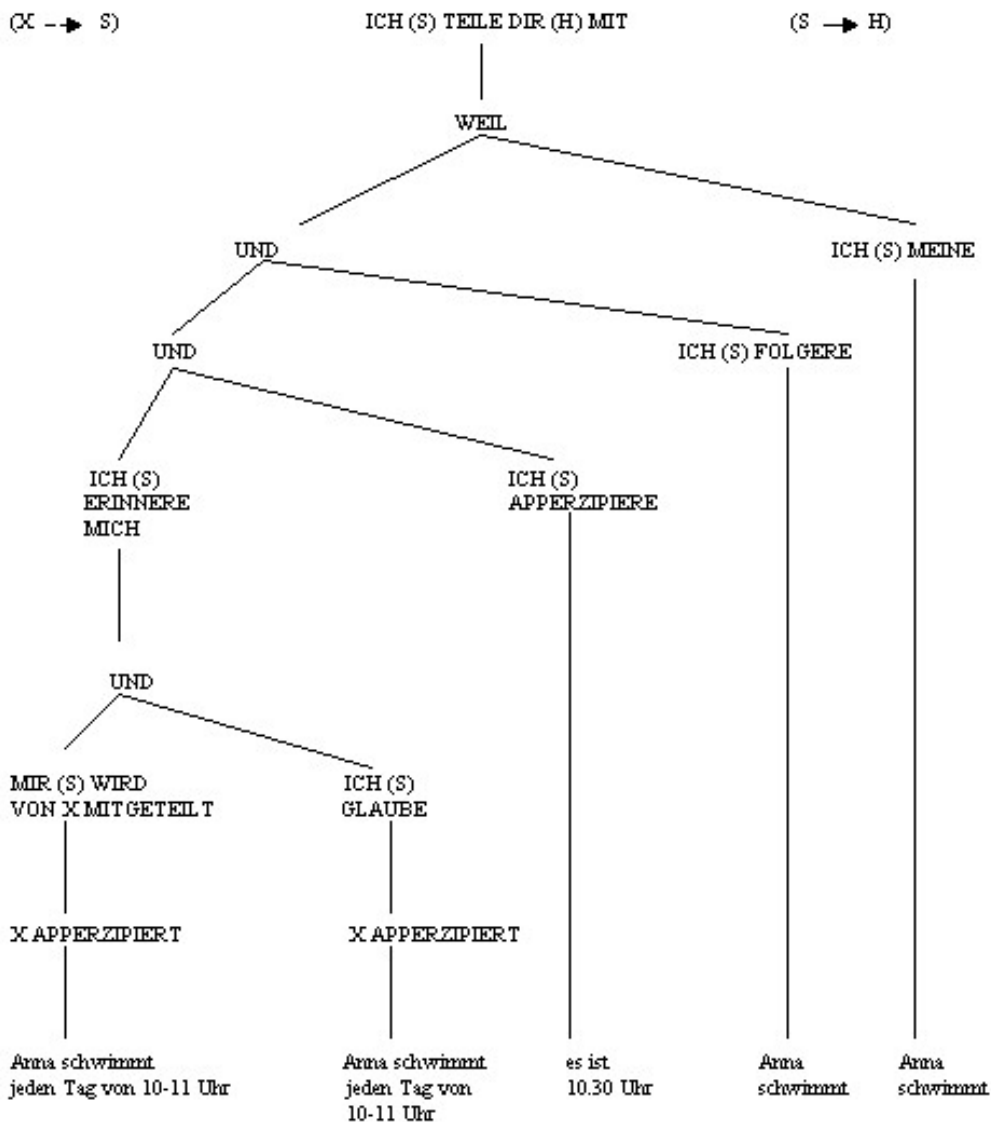 (X → S) ICH (S) TEILE DIR (H) MIT (S → H)
WEIL
UND ICH (S) MEINE
UND ICH (S) FOLGERE
ICH (S)
ERINNERE
MICH
ICH (S)
APPERZIPIERE
UND
MIR (S) WIRD
VON X MITGETEILT
ICH (S)
GLAUBE
X APPERZIPIERT X APPERZIPIERT
Anna schwimmt
jeden Tag von 10-11 Uhr
Anna schwimmt
jeden Tag von
10-11 Uhr
es ist
10.30 Uhr
Anna
schwimmt
Anna
schwimmt